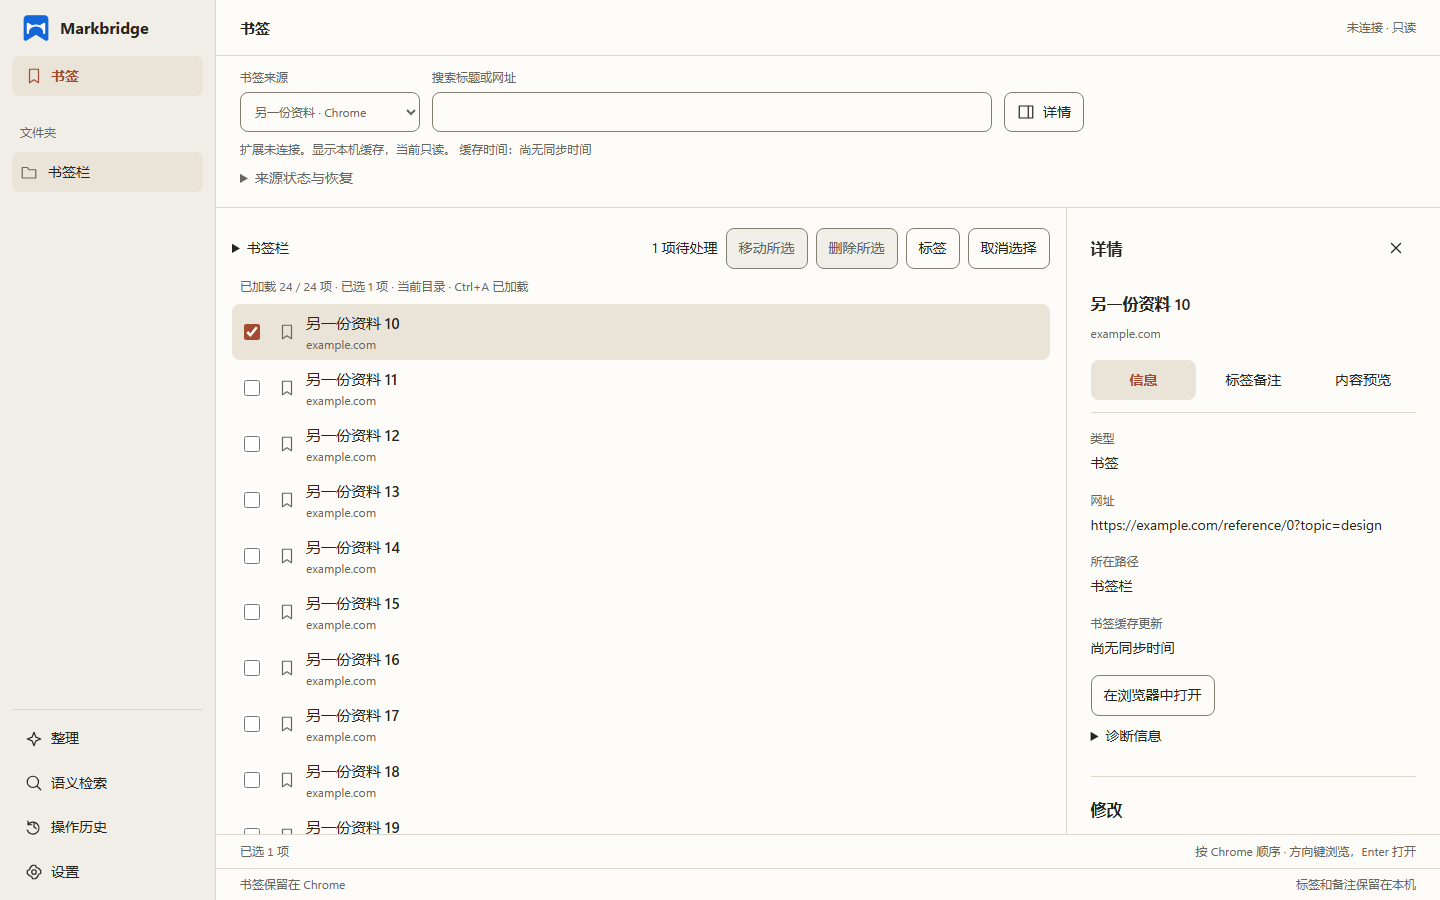 Markbridge
书签
文件夹
书签栏
整理
语义检索
操作历史
设置
书签
未连接 · 只读
书签来源
搜索标题或网址
另一份资料 · Chrome
详情
扩展未连接。显示本机缓存，当前只读。 缓存时间：尚无同步时间
来源状态与恢复
书签栏
1 项待处理
移动所选
删除所选
标签
取消选择
已加载 24 / 24 项 · 已选 1 项 · 当前目录 · Ctrl+A 已加载
另一份资料 10
example.com
另一份资料 11
example.com
另一份资料 12
example.com
另一份资料 13
example.com
另一份资料 14
example.com
另一份资料 15
example.com
另一份资料 16
example.com
另一份资料 17
example.com
另一份资料 18
example.com
另一份资料 19
详情
另一份资料 10
example.com
信息
标签备注
内容预览
类型
书签
网址
https://example.com/reference/0?topic=design
所在路径
书签栏
书签缓存更新
尚无同步时间
在浏览器中打开
诊断信息
修改
已选 1 项
按 Chrome 顺序 · 方向键浏览，Enter 打开
书签保留在 Chrome
标签和备注保留在本机